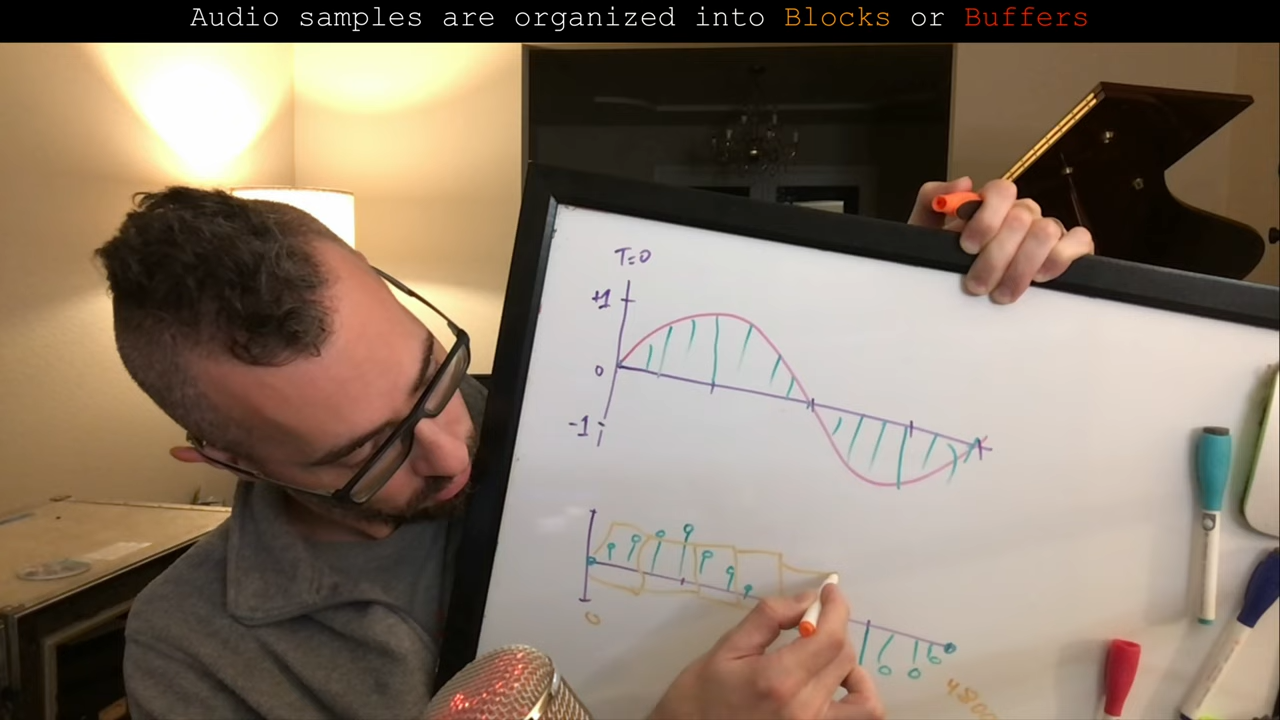 Audio samples are organized into Blocks or Buffers
T=0
+1
0
-1
0